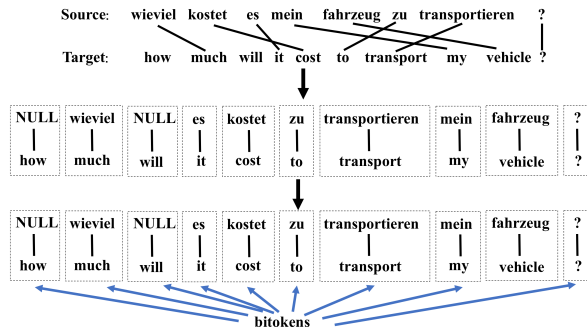 Source: wieviel kostet es mein fahrzeug zu transportieren ?
Target: how much will it cost to transport my vehicle ?
NULL wieviel NULL es kostet zu transportieren mein fahrzeug ?
how much will it cost to transport my vehicle ?
NULL wieviel NULL es kostet zu transportieren mein fahrzeug ?
how much will it cost to transport my vehicle ?
bitokens